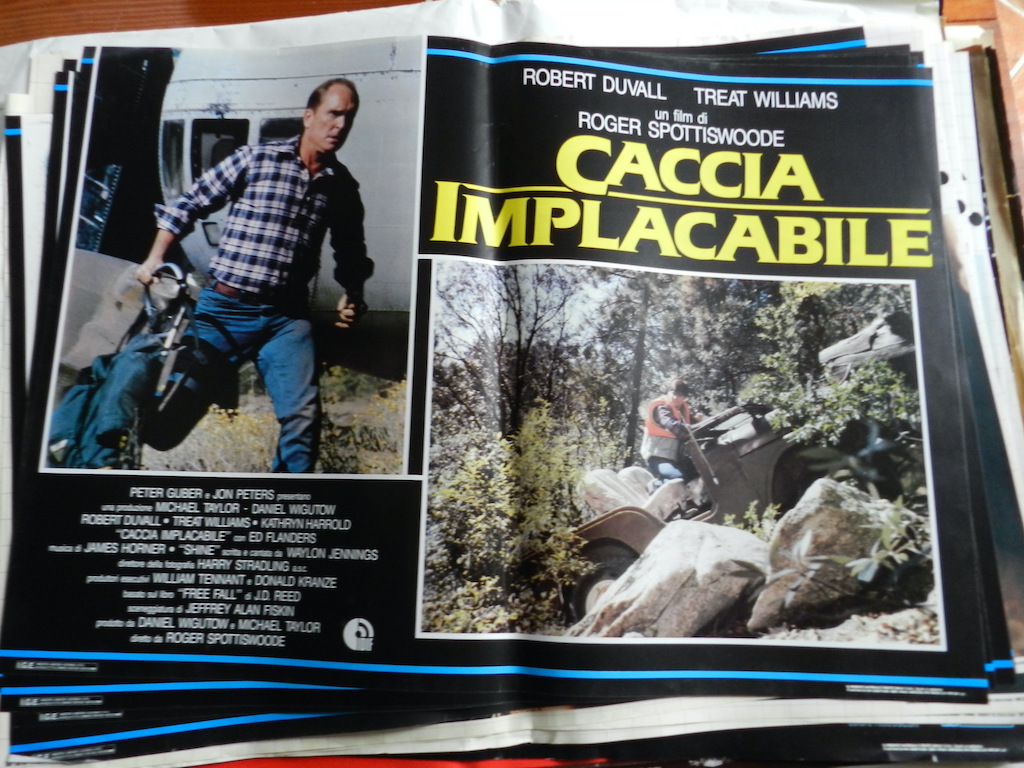 ROBERT DUVALL TREAT WILLIAMS
un film di
ROGER SPOTTISWOODE
CACCIA
IMPLACABILE
PETER GUBER e JON PETERS presentano
una produzione MICHAEL TAYLOR - DANIEL WIGUTOW
ROBERT DUVALL • TREAT WILLIAMS • KATHRYN HARROLD
"CACCIA IMPLACABILE" con ED FLANDERS
musica di JAMES HORNER • "SHINE" scritta e cantata da WAYLON JENNINGS
direttore della fotografia HARRY STRADLING a.s.c.
produttori esecutivi WILLIAM TENNANT e DONALD KRANZE
basato sul libro "FREE FALL" di J.D. REED
sceneggiatura di JEFFREY ALAN FISKIN
prodotto da DANIEL WIGUTOW e MICHAEL TAYLOR
diretto da ROGER SPOTTISWOODE
I.G.E.
I.G.E.
I.G.E.